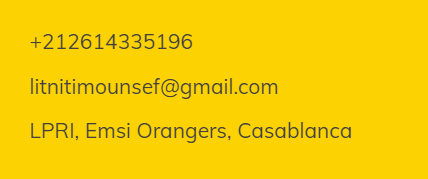 +212614335196
litnitimounsef@gmail.com
LPRI, Emsi Orangers, Casablanca